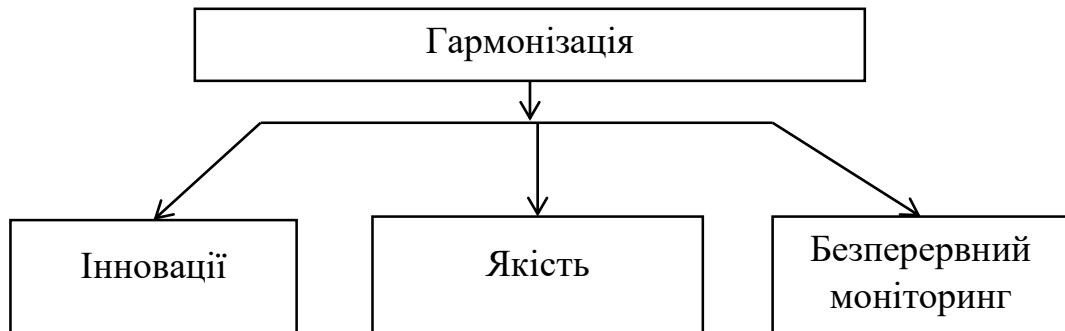 Гармонізація
Інновації
Якість
Безперервний
моніторинг